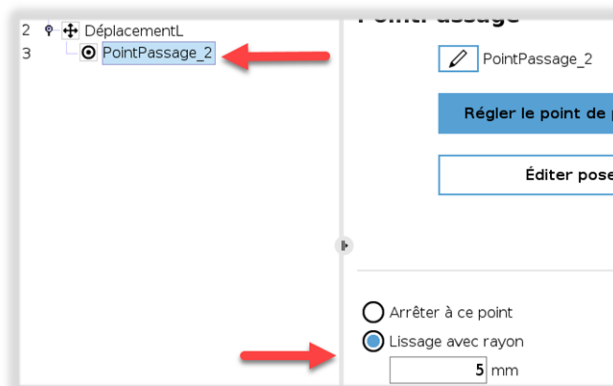 PointPassage
2 DéplacementL
3 PointPassage_2
PointPassage_2
Régler le point de
Éditer pose
Arrêter à ce point
Lissage avec rayon
5 mm